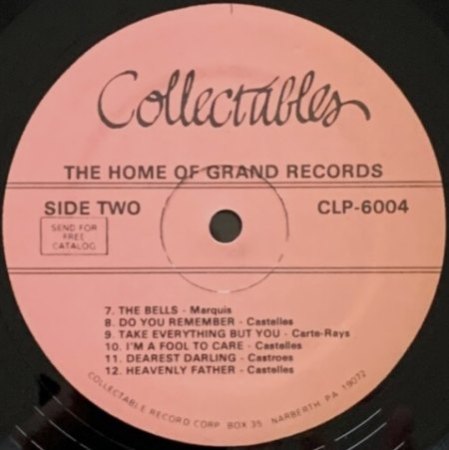 Collectables
THE HOME OF GRAND RECORDS
SIDE TWO
CLP-6004
SEND FOR
FREE
CATALOG
7. THE BELLS - Marquis
8. DO YOU REMEMBER - Castelles
9. TAKE EVERYTHING BUT YOU - Carte-Rays
10. I'M A FOOL TO CARE - Castelles
11. DEAREST DARLING - Castroes
12. HEAVENLY FATHER - Castelles
COLLECTABLE RECORD CORP. BOX 35 NARBERTH, PA. 19072